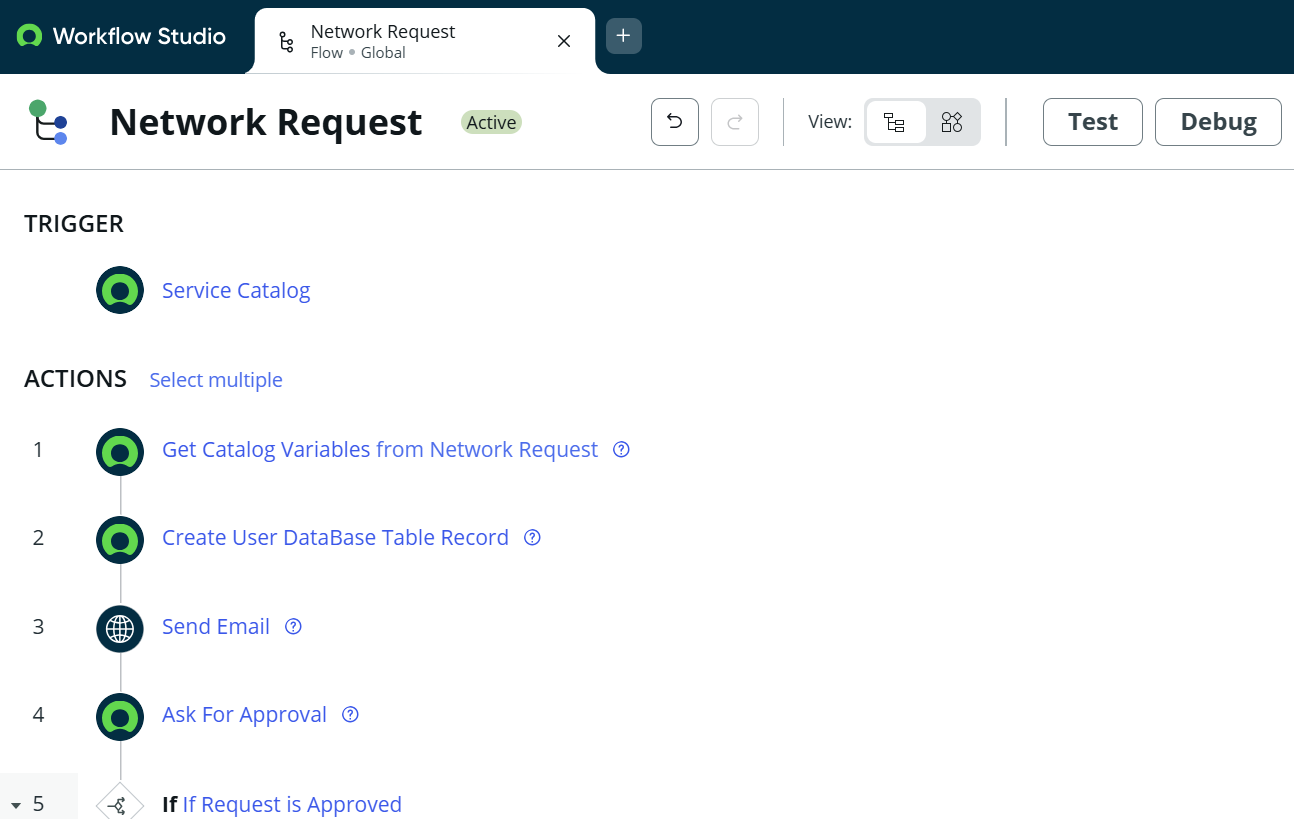 Workflow Studio
Network Request
Flow • Global
Network Request
Active
View:
Test
Debug
TRIGGER
Service Catalog
ACTIONS
Select multiple
1
Get Catalog Variables from Network Request
2
Create User DataBase Table Record
3
Send Email
4
Ask For Approval
5
If If Request is Approved